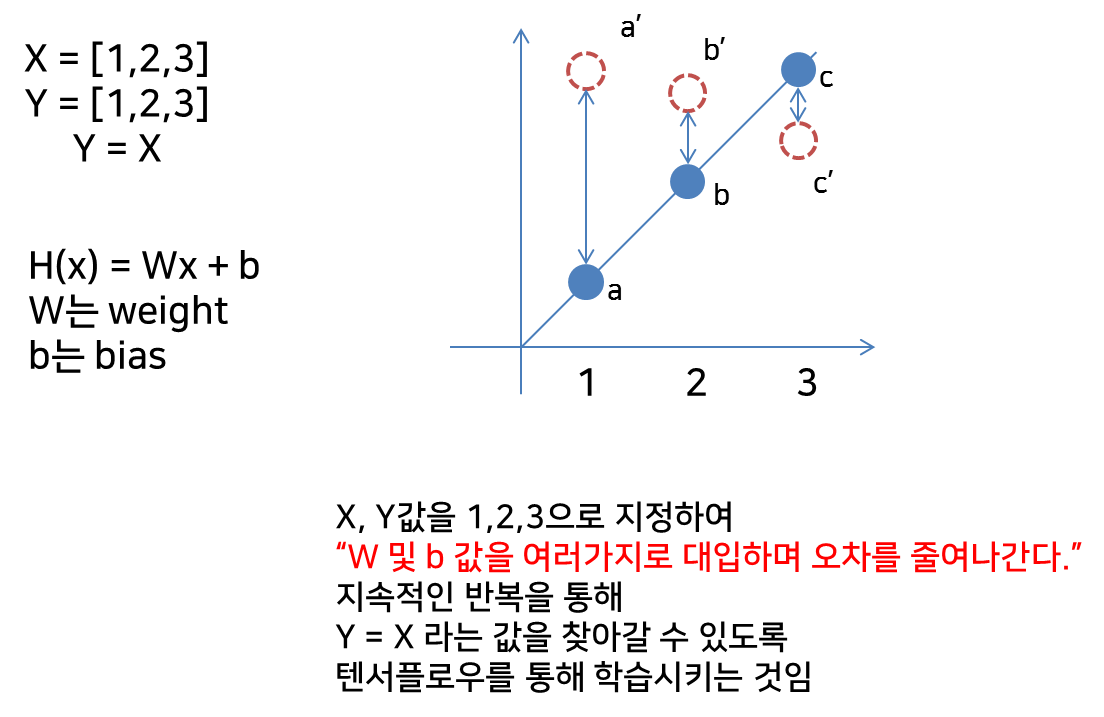 X = [1,2,3]
Y = [1,2,3]
Y = X
H(x) = Wx + b
W는 weight
b는 bias
a’
b’
c
c’
b
a
1 2 3
X, Y값을 1,2,3으로 지정하여
“W 및 b 값을 여러가지로 대입하며 오차를 줄여나간다.”
지속적인 반복을 통해
Y = X 라는 값을 찾아갈 수 있도록
텐서플로우를 통해 학습시키는 것임